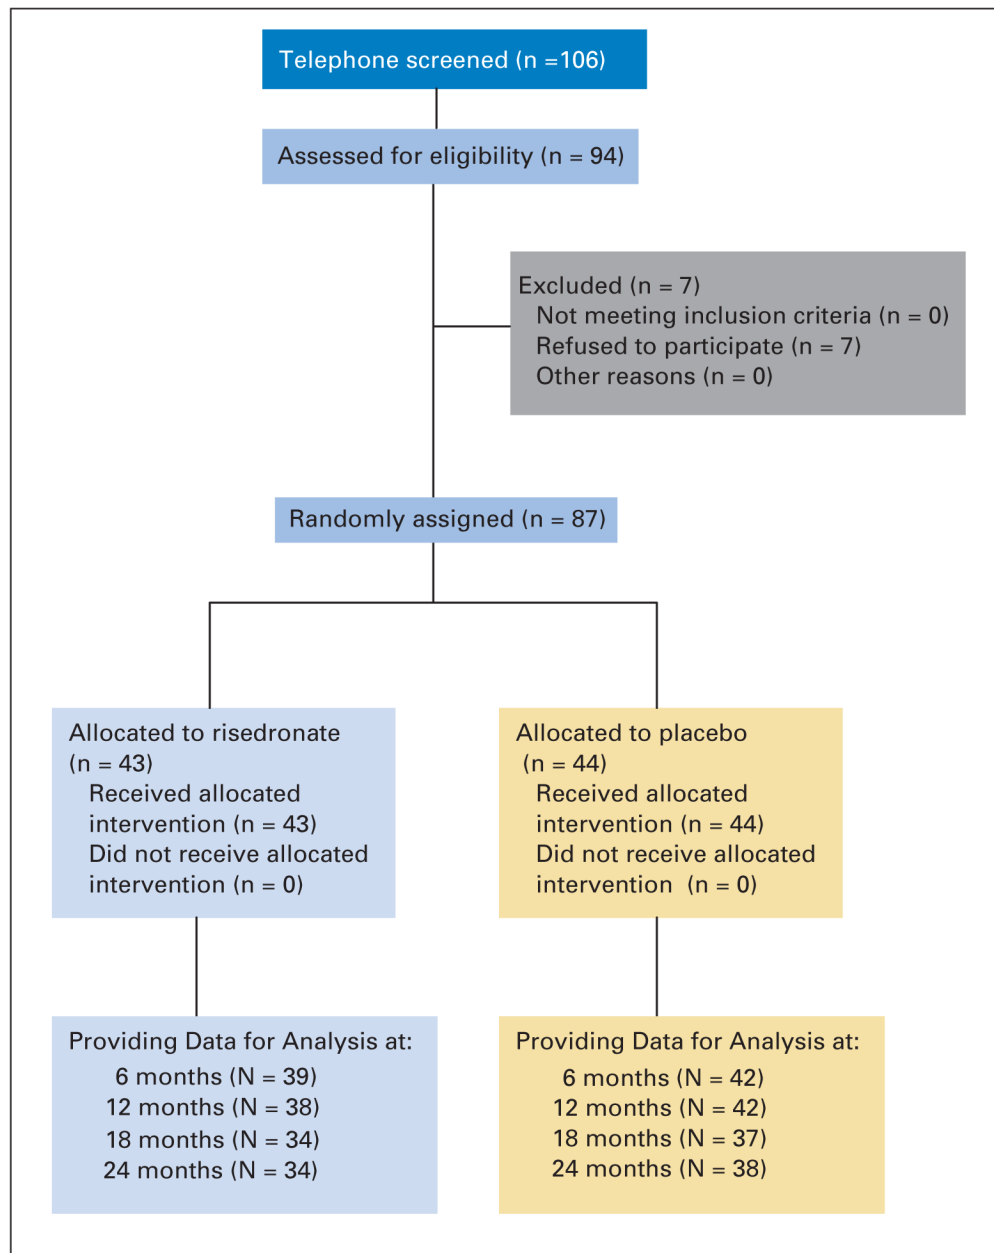 Telephone screened (n =106)
Assessed for eligibility (n = 94)
Excluded (n = 7)
Not meeting inclusion criteria (n = 0)
Refused to participate (n = 7)
Other reasons (n = 0)
Randomly assigned (n = 87)
Allocated to risedronate
(n = 43)
Received allocated
intervention (n = 43)
Did not receive allocated
intervention (n = 0)
Allocated to placebo
(n = 44)
Received allocated
intervention (n = 44)
Did not receive allocated
intervention (n = 0)
Providing Data for Analysis at:
6 months (N = 39)
12 months (N = 38)
18 months (N = 34)
24 months (N = 34)
Providing Data for Analysis at:
6 months (N = 42)
12 months (N = 42)
18 months (N = 37)
24 months (N = 38)